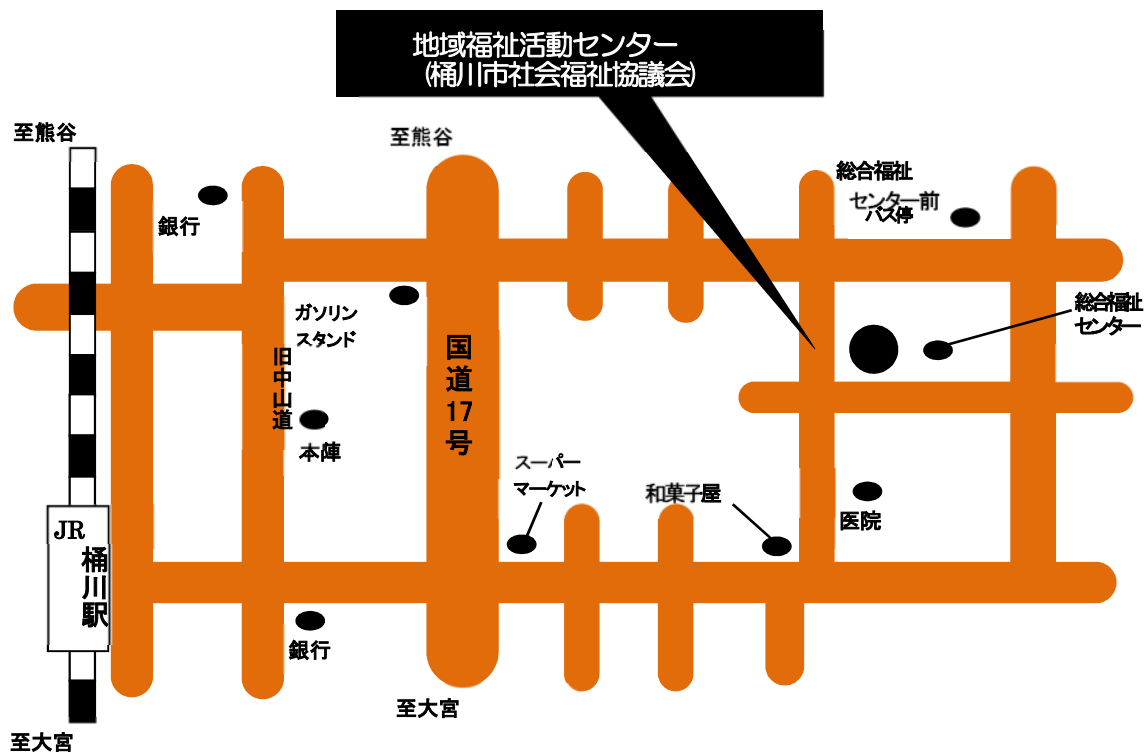 地域福祉活動センター
(桶川市社会福祉協議会)
至熊谷
至熊谷
総合福祉
センター前
バス停
銀行
ガソリン
スタンド
総合福祉
センター
旧中山道
国道17号
本陣
スーパー
マーケット
和菓子屋
医院
JR
桶川駅
銀行
至大宮
至大宮